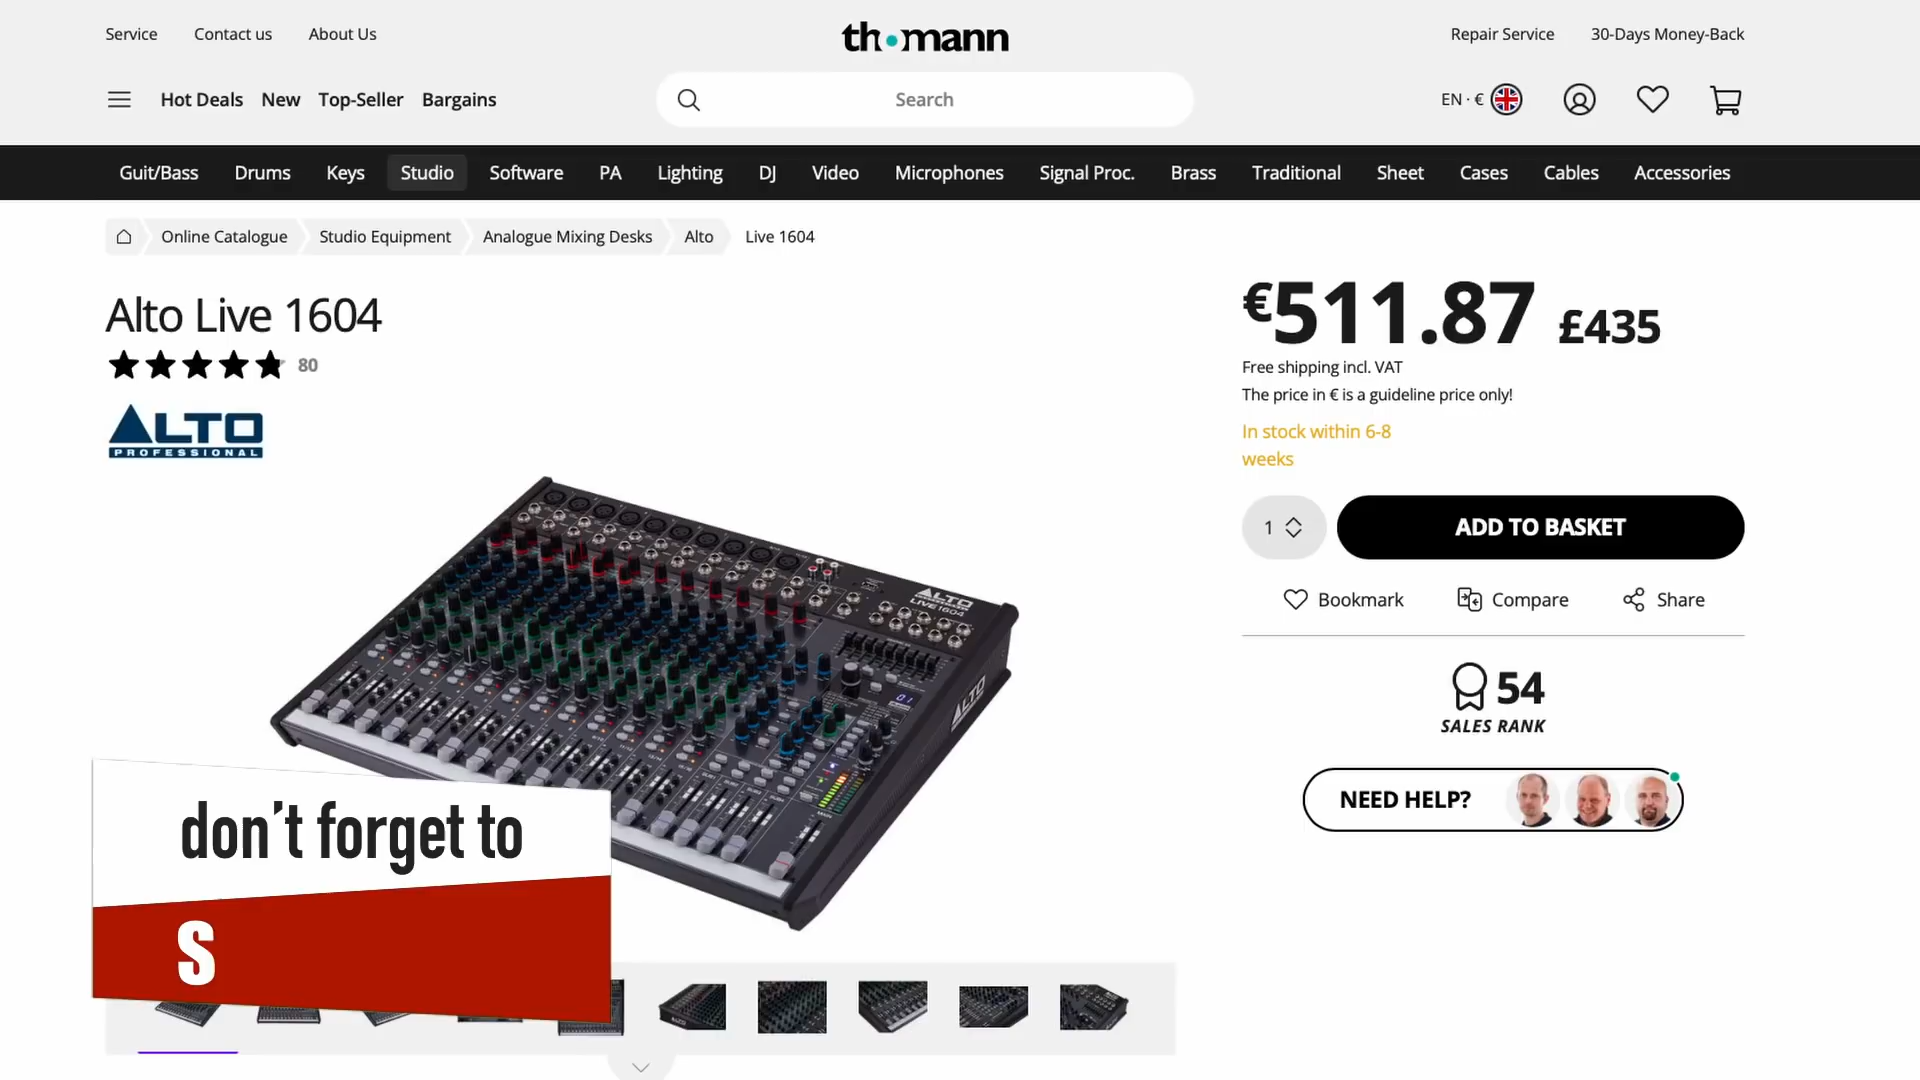 Service
Contact us
About Us
thomann
Repair Service
30-Days Money-Back
Hot Deals
New
Top-Seller
Bargains
Search
EN · €
Guit/Bass
Drums
Keys
Studio
Software
PA
Lighting
DJ
Video
Microphones
Signal Proc.
Brass
Traditional
Sheet
Cases
Cables
Accessories
Online Catalogue
Studio Equipment
Analogue Mixing Desks
Alto
Live 1604
Alto Live 1604
80
ALTO
PROFESSIONAL
€511.87 £435
Free shipping incl. VAT
The price in € is a guideline price only!
In stock within 6-8
weeks
1
ADD TO BASKET
Bookmark
Compare
Share
54
SALES RANK
NEED HELP?
ALTO
LIVE 1604
ALTO
don't forget to
S